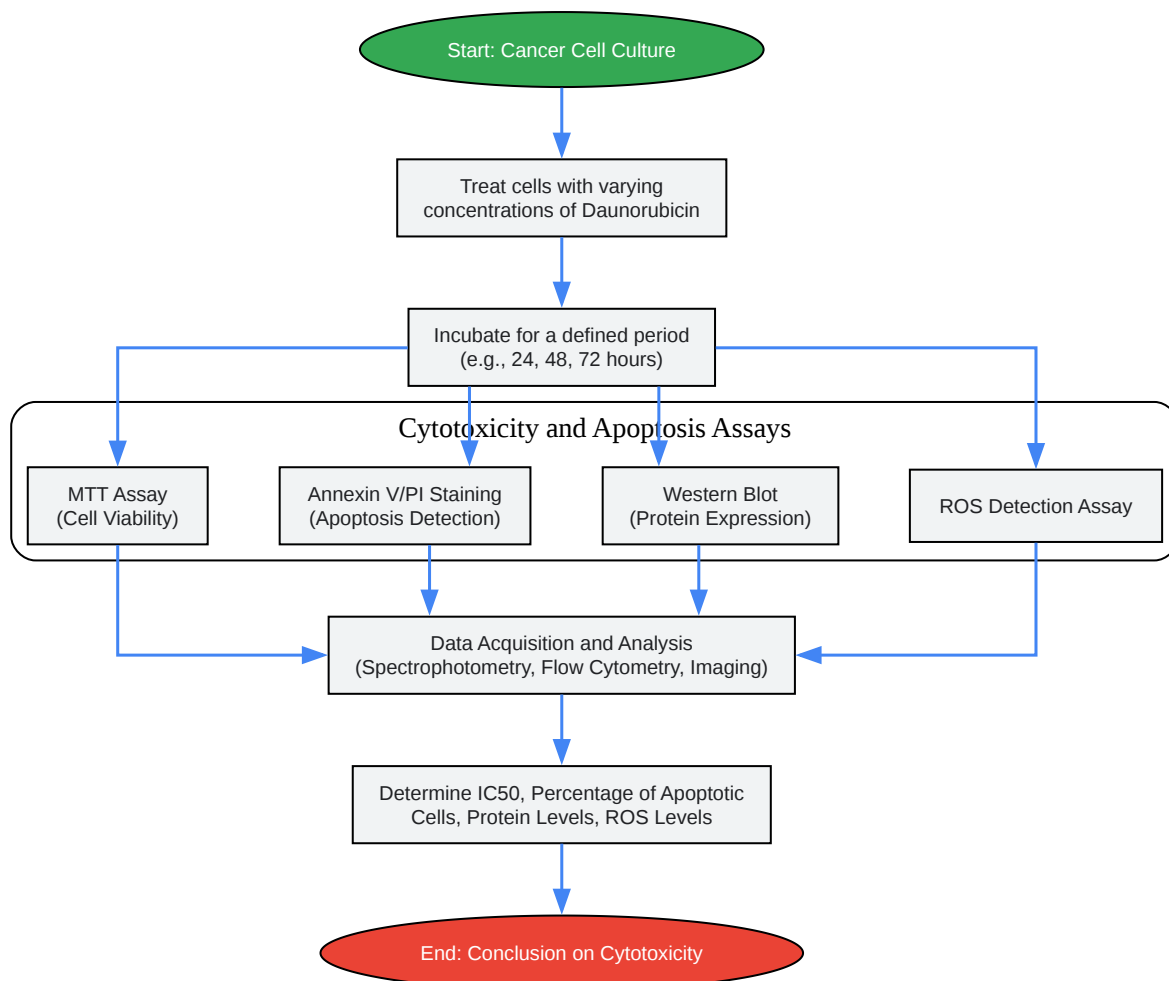 Start: Cancer Cell Culture
Treat cells with varying
concentrations of Daunorubicin
Incubate for a defined period
(e.g., 24, 48, 72 hours)
Cytotoxicity and Apoptosis Assays
MTT Assay
(Cell Viability)
Annexin V/PI Staining
(Apoptosis Detection)
Western Blot
(Protein Expression)
ROS Detection Assay
Data Acquisition and Analysis
(Spectrophotometry, Flow Cytometry, Imaging)
Determine IC50, Percentage of Apoptotic
Cells, Protein Levels, ROS Levels
End: Conclusion on Cytotoxicity